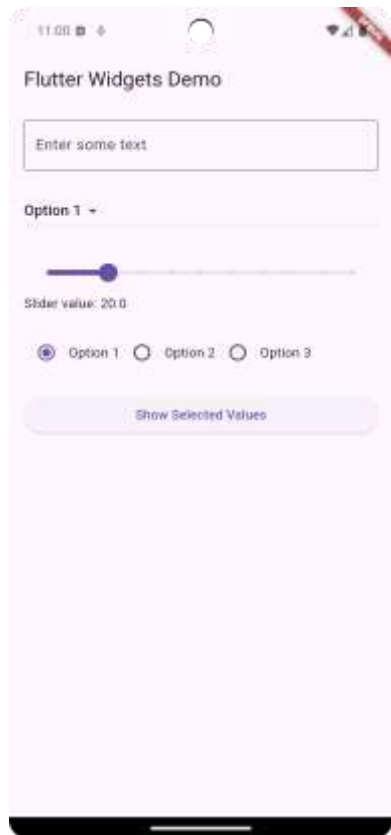 11:00
Flutter Widgets Demo
Enter some text
Option 1
Slider value: 20.0
Option 1 Option 2 Option 3
Show Selected Values